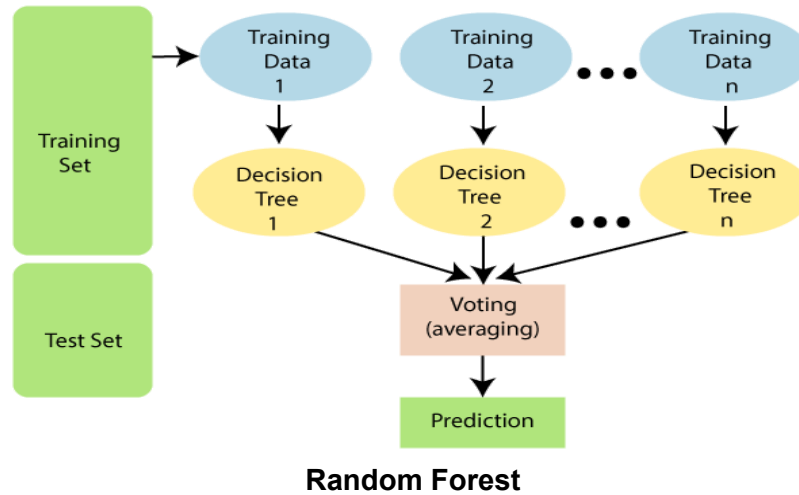 Training
Data
1
Training
Data
2
Training
Data
n
Training
Set
Decision
Tree
1
Decision
Tree
2
Decision
Tree
n
Test Set
Voting
(averaging)
Prediction
Random Forest